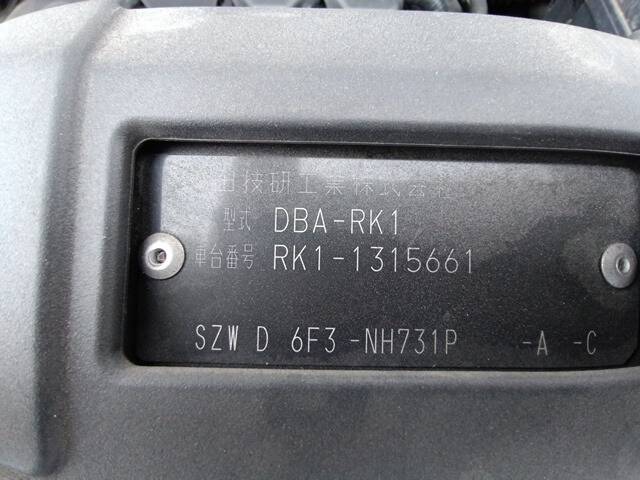 田技研工業株式会社
型式 DBA-RK1
車台番号 RK1-1315661
SZW D 6F3 -NH731P -A -C